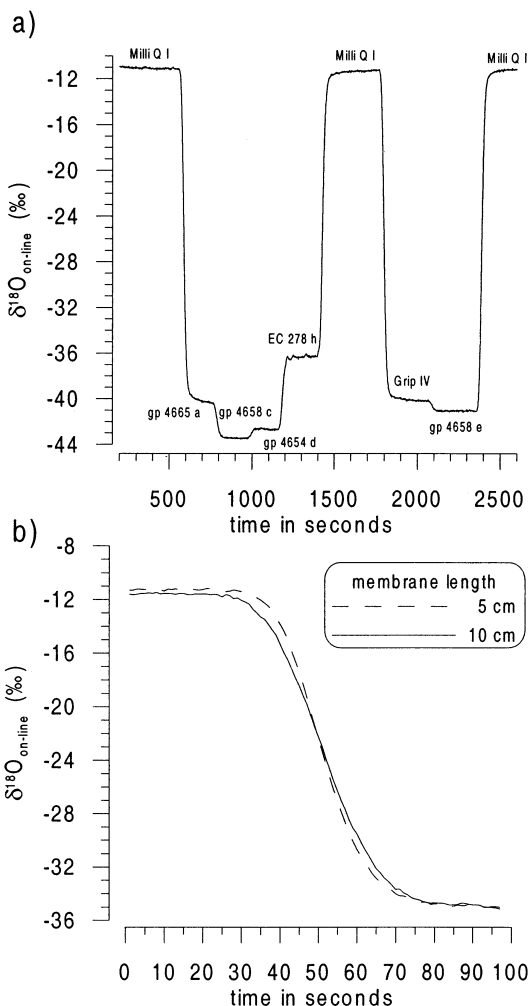 a)
Milli Q I
Milli Q I
Milli Q I
-12
-16
-20
-24
-28
-32
-36
-40
-44
δ18Oon-line (‰)
EC 278 h
Grip IV
gp 4665 a
gp 4658 c
gp 4654 d
gp 4658 e
500 1000 1500 2000 2500
time in seconds
b)
-8
-12
-16
-20
-24
-28
-32
-36
δ18Oon-line (‰)
membrane length
5 cm
10 cm
0 10 20 30 40 50 60 70 80 90 100
time in seconds